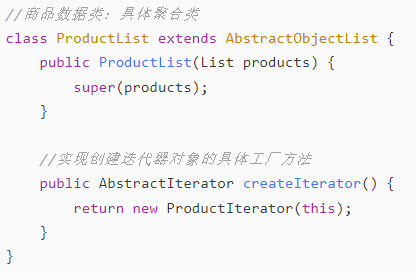 //商品数据类：具体聚合类
class ProductList extends AbstractObjectList {
    public ProductList(List products) {
        super(products);
    }

    //实现创建迭代器对象的具体工厂方法
    public AbstractIterator createIterator() {
        return new ProductIterator(this);
    }
}